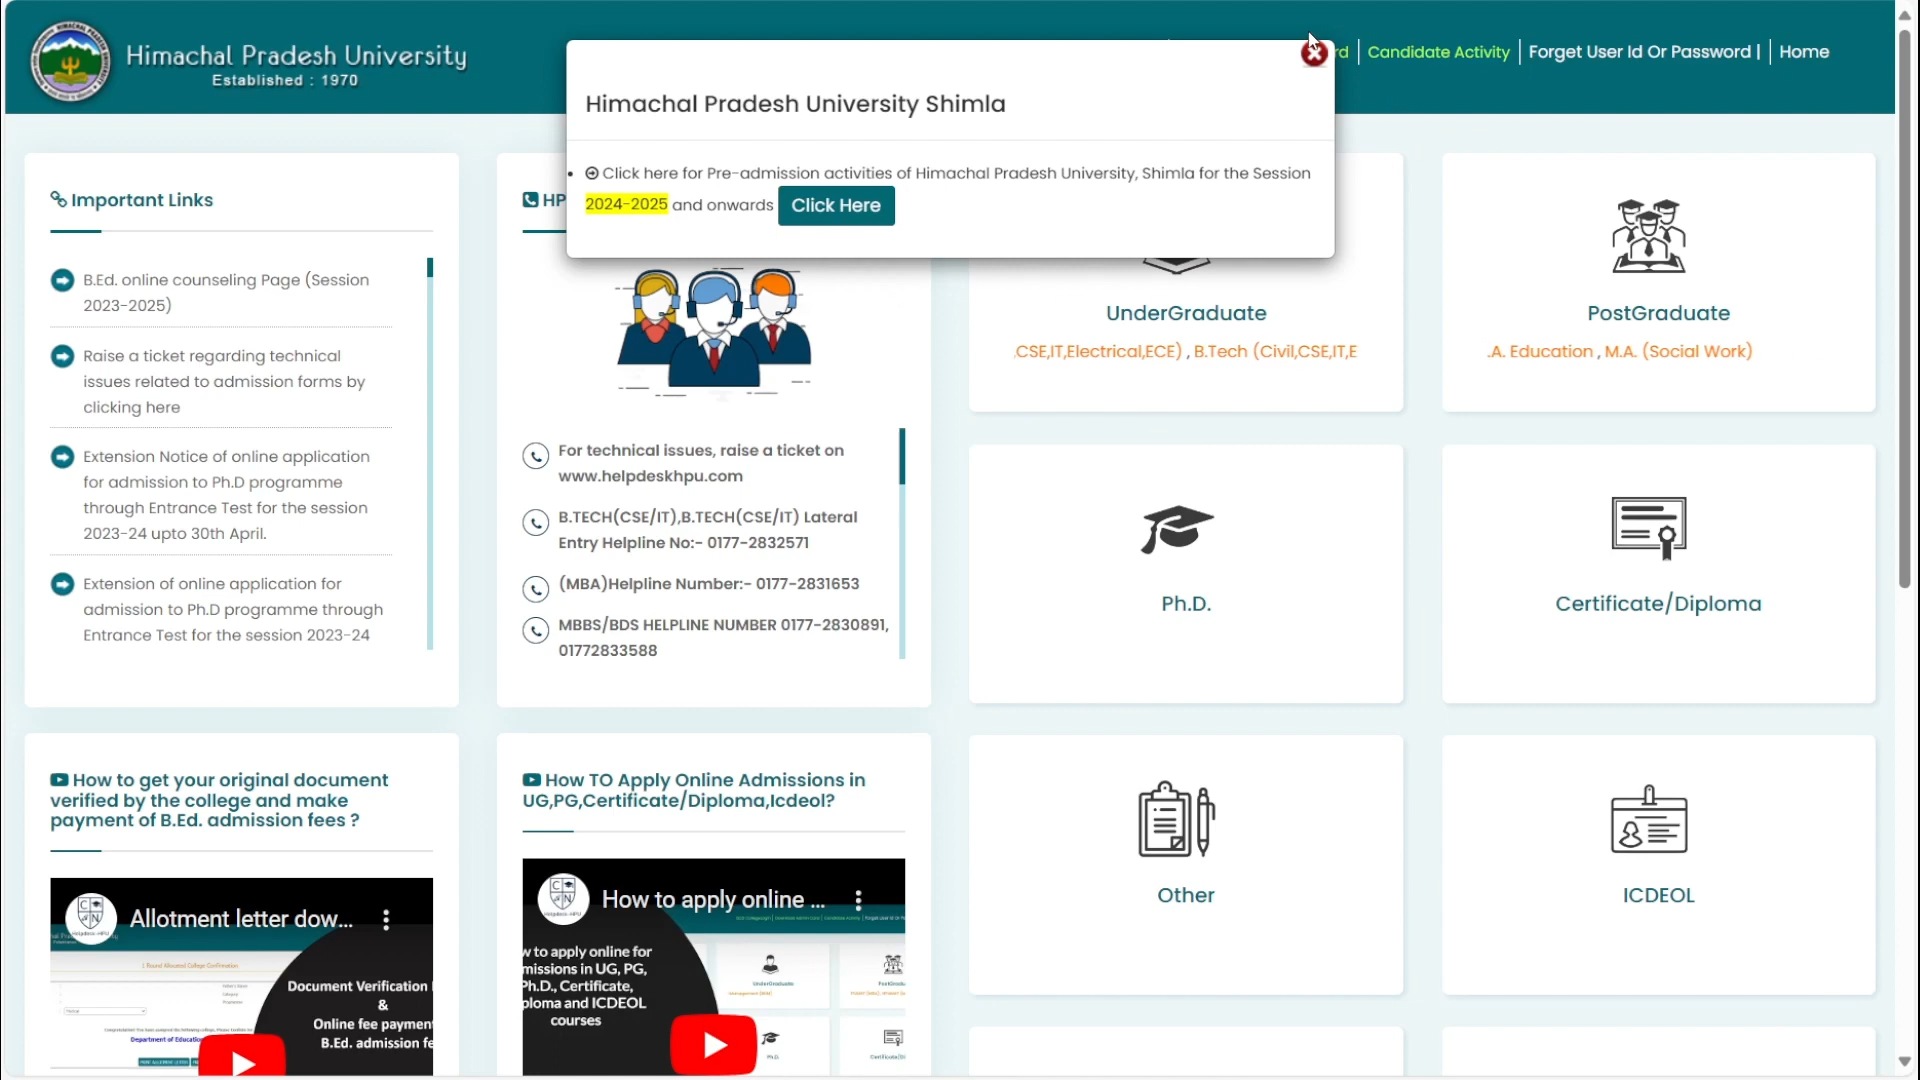 Himachal Pradesh University
Established : 1970
Candidate Activity
Forget User Id Or Password |
Home
Himachal Pradesh University Shimla
Click here for Pre-admission activities of Himachal Pradesh University, Shimla for the Session
2024-2025 and onwards Click Here
Important Links
B.Ed. online counseling Page (Session
2023-2025)
Raise a ticket regarding technical
issues related to admission forms by
clicking here
Extension Notice of online application
for admission to Ph.D programme
through Entrance Test for the session
2023-24 upto 30th April.
Extension of online application for
admission to Ph.D programme through
Entrance Test for the session 2023-24
HP
For technical issues, raise a ticket on
www.helpdeskhpu.com
B.TECH(CSE/IT),B.TECH(CSE/IT) Lateral
Entry Helpline No:- 0177-2832571
(MBA)Helpline Number:- 0177-2831653
MBBS/BDS HELPLINE NUMBER 0177-2830891,
01772833588
UnderGraduate
CSE,IT,Electrical,ECE) , B.Tech (Civil,CSE,IT,E
PostGraduate
.A. Education , M.A. (Social Work)
Ph.D.
Certificate/Diploma
Other
ICDEOL
How to get your original document
verified by the college and make
payment of B.Ed. admission fees ?
Allotment letter dow...
Document Verification
&
Online fee payment
B.Ed. admission fe
How TO Apply Online Admissions in
UG,PG,Certificate/Diploma,Icdeol?
How to apply online ...
w to apply online for
missions in UG, PG,
Ph.D., Certificate,
ploma and ICDEOL
courses
UnderGraduate
Ph.D.